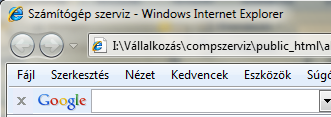 Számítógép szerviz - Windows Internet Explorer
I:\Vállalkozás\compszerviz\public_html\a
Fájl Szerkesztés Nézet Kedvencek Eszközök Súgó
x Google